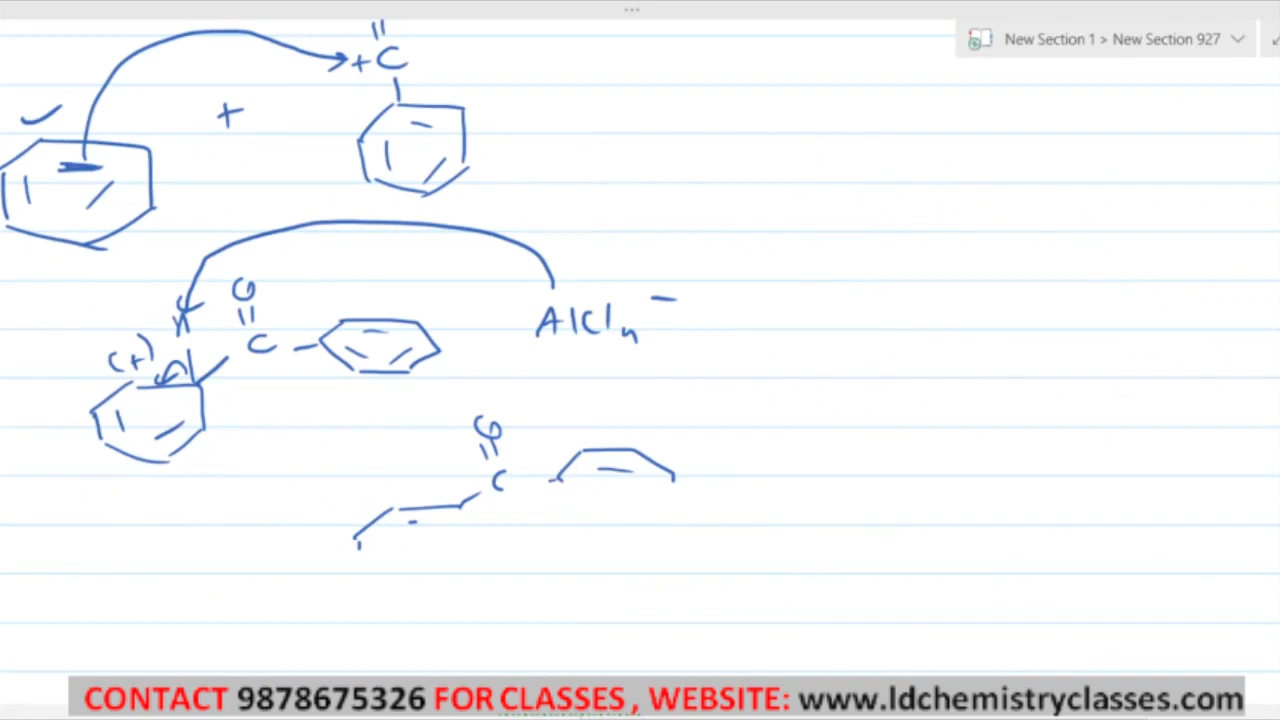 New Section 1 > New Section 927
+ C
+
O
H
C
AlCl4 −
(+)
O
C
CONTACT 9878675326 FOR CLASSES , WEBSITE: www.ldchemistryclasses.com